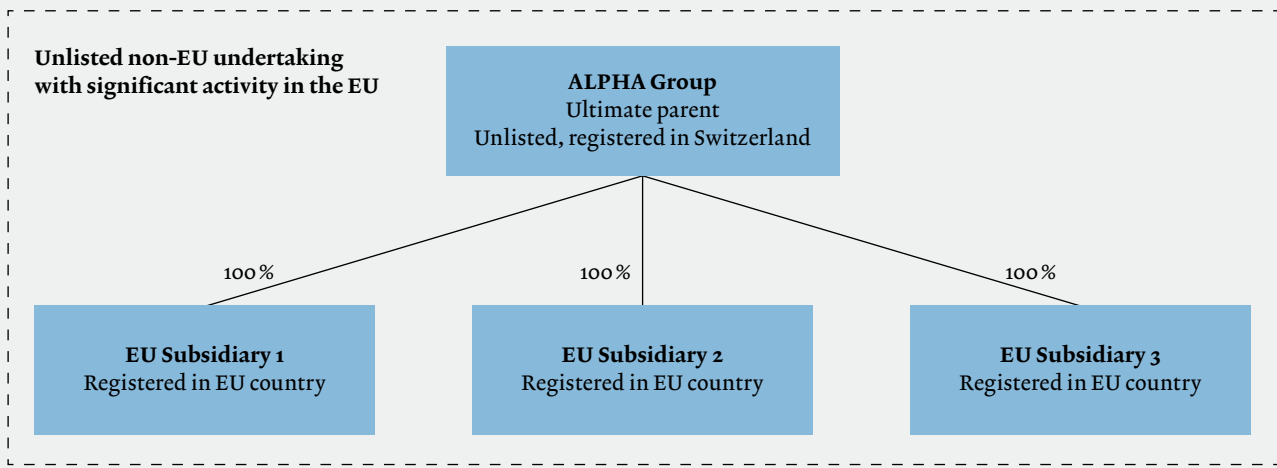 Unlisted non-EU undertaking
with significant activity in the EU
ALPHA Group
Ultimate parent
Unlisted, registered in Switzerland
100 %
100 %
100 %
EU Subsidiary 1
Registered in EU country
EU Subsidiary 2
Registered in EU country
EU Subsidiary 3
Registered in EU country